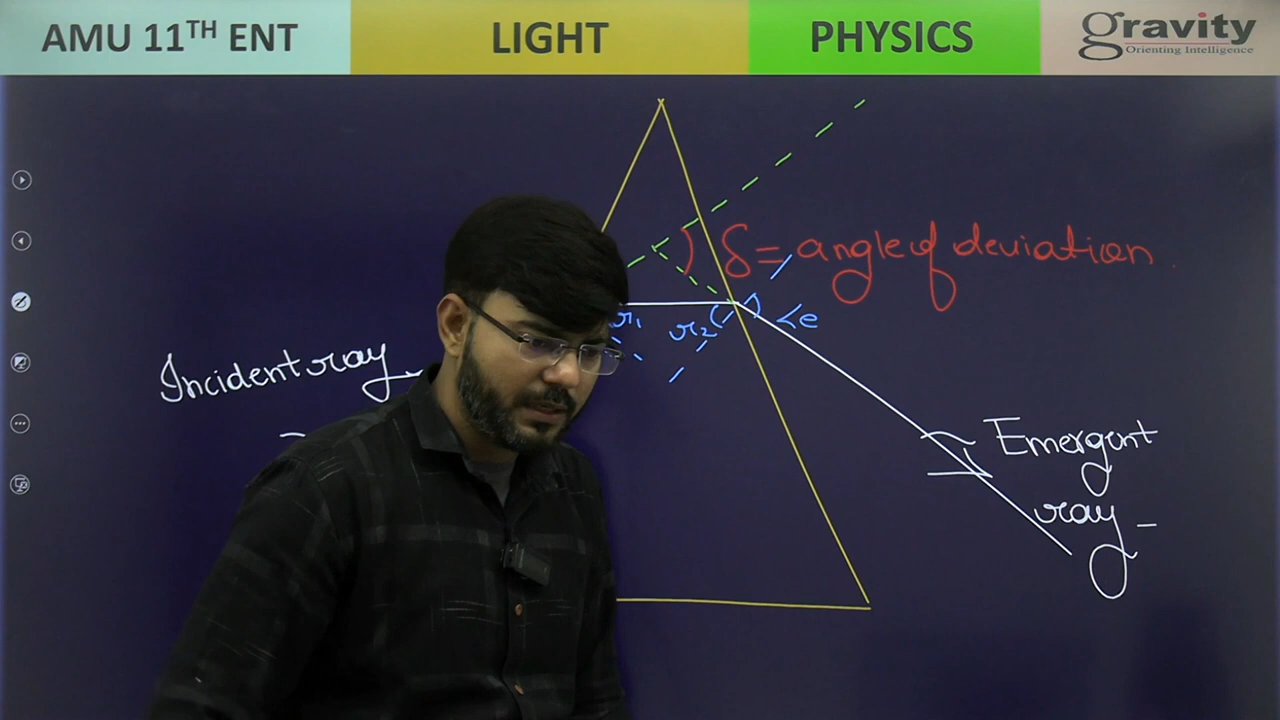 AMU 11TH ENT
LIGHT
PHYSICS
gravity
Orienting Intelligence
δ = angle of deviation
r₁
r₂
∠e
Incident ray
Emergent
ray